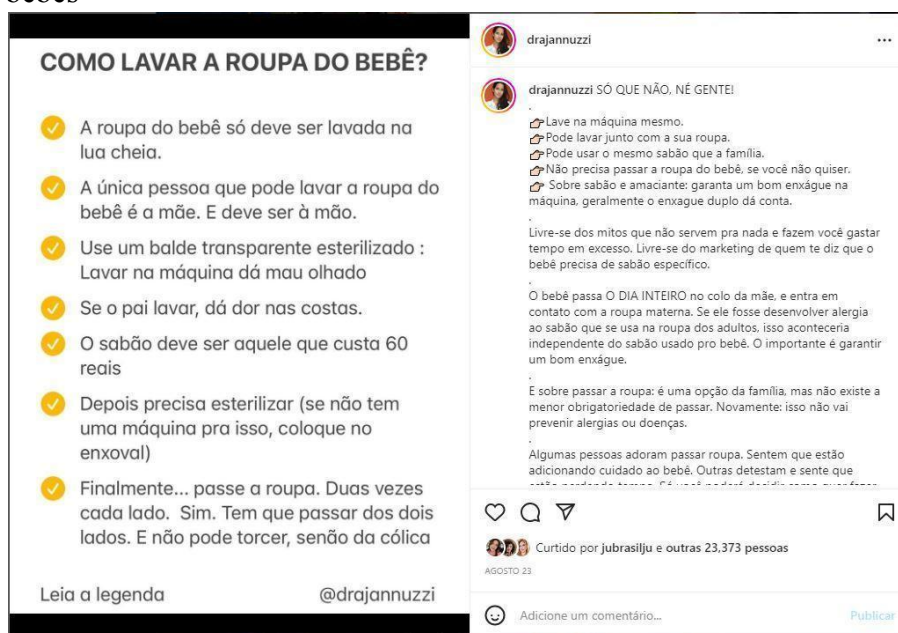 COMO LAVAR A ROUPA DO BEBÊ?
A roupa do bebê só deve ser lavada na
lua cheia.
A única pessoa que pode lavar a roupa do
bebê é a mãe. E deve ser à mão.
Use um balde transparente esterilizado :
Lavar na máquina dá mau olhado
Se o pai lavar, dá dor nas costas.
O sabão deve ser aquele que custa 60
reais
Depois precisa esterilizar (se não tem
uma máquina pra isso, coloque no
enxoval)
Finalmente... passe a roupa. Duas vezes
cada lado. Sim. Tem que passar dos dois
lados. E não pode torcer, senão da cólica
Leia a legenda @drajannuzzi
drajannuzzi
drajannuzzi SÓ QUE NÃO, NÉ GENTE!
.
👉Lave na máquina mesmo.
👉Pode lavar junto com a sua roupa.
👉Pode usar o mesmo sabão que a família.
👉Não precisa passar a roupa do bebê, se você não quiser.
👉 Sobre sabão e amaciante: garanta um bom enxágue na
máquina, geralmente o enxague duplo dá conta.
.
Livre-se dos mitos que não servem pra nada e fazem você gastar
tempo em excesso. Livre-se do marketing de quem te diz que o
bebê precisa de sabão específico.
.
O bebê passa O DIA INTEIRO no colo da mãe, e entra em
contato com a roupa materna. Se ele fosse desenvolver alergia
ao sabão que se usa na roupa dos adultos, isso aconteceria
independente do sabão usado pro bebê. O importante é garantir
um bom enxágue.
.
E sobre passar a roupa: é uma opção da família, mas não existe a
menor obrigatoriedade de passar. Novamente: isso não vai
prevenir alergias ou doenças.
.
Algumas pessoas adoram passar roupa. Sentem que estão
adicionando cuidado ao bebê. Outras detestam e sente que
Curtido por jubrasilju e outras 23,373 pessoas
AGOSTO 23
Adicione um comentário... Publicar